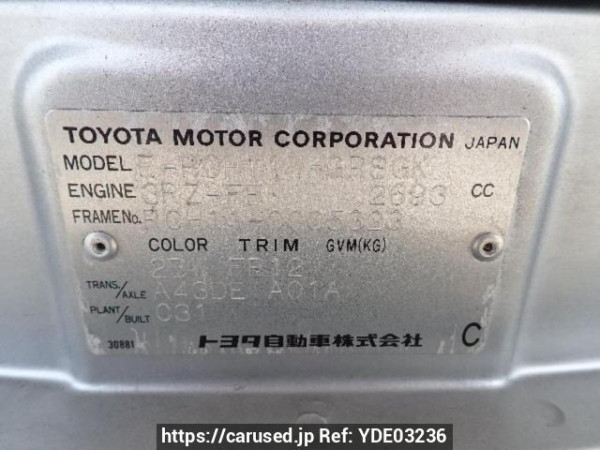 TOYOTA MOTOR CORPORATION JAPAN
MODEL
ENGINE 2693 CC
FRAME No.
COLOR TRIM GVM(KG)
FB12
TRANS./AXLE A43DE A01A
PLANT/BUILT C31
30881 トヨタ自動車株式会社 C
https://carused.jp Ref: YDE03236